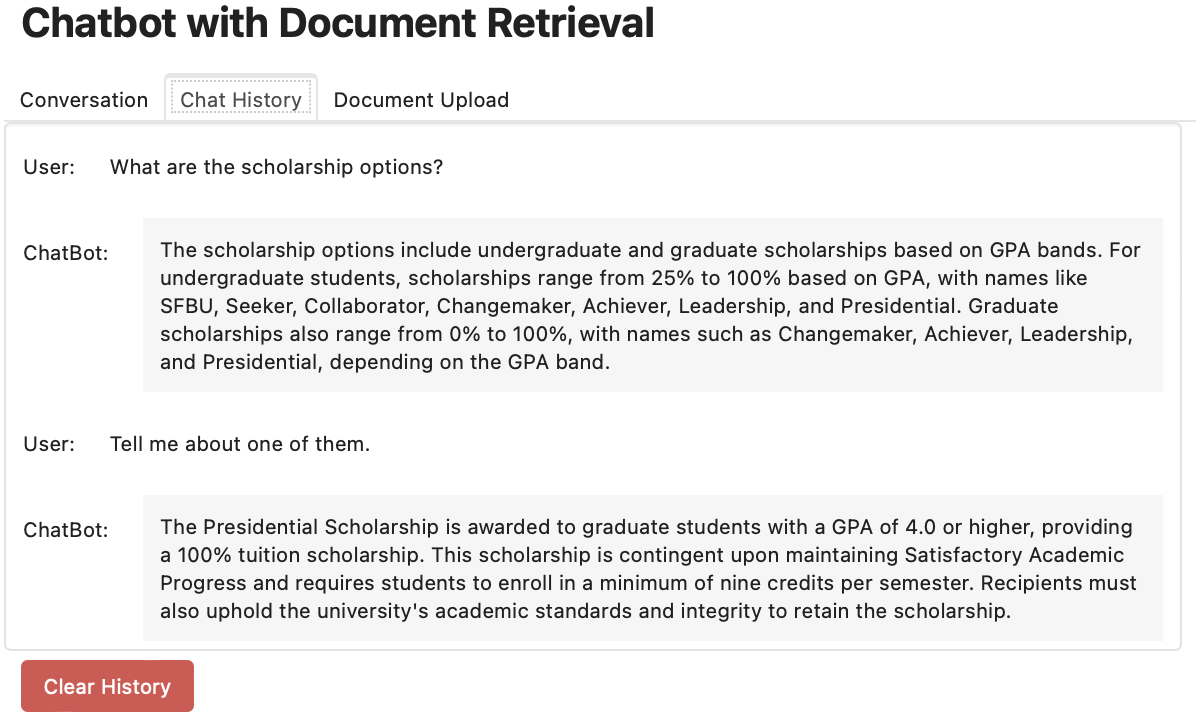 Chatbot with Document Retrieval
Conversation Chat History Document Upload
User: What are the scholarship options?
ChatBot: The scholarship options include undergraduate and graduate scholarships based on GPA bands. For
undergraduate students, scholarships range from 25% to 100% based on GPA, with names like
SFBU, Seeker, Collaborator, Changemaker, Achiever, Leadership, and Presidential. Graduate
scholarships also range from 0% to 100%, with names such as Changemaker, Achiever, Leadership,
and Presidential, depending on the GPA band.
User: Tell me about one of them.
ChatBot: The Presidential Scholarship is awarded to graduate students with a GPA of 4.0 or higher, providing
a 100% tuition scholarship. This scholarship is contingent upon maintaining Satisfactory Academic
Progress and requires students to enroll in a minimum of nine credits per semester. Recipients must
also uphold the university's academic standards and integrity to retain the scholarship.
Clear History